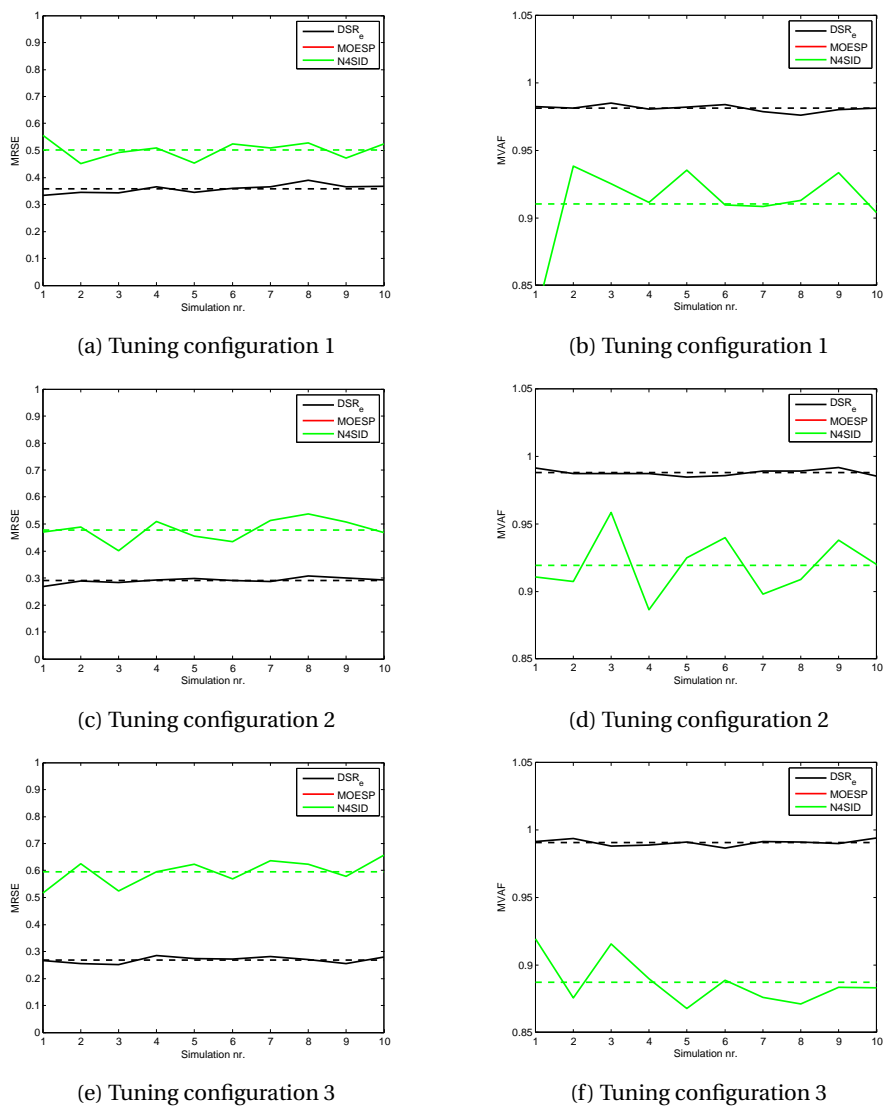 1
0.9
0.8
0.7
0.6
0.5
0.4
0.3
0.2
0.1
0
MRSE
1 2 3 4 5 6 7 8 9 10
Simulation nr.
DSRe
MOESP
N4SID
(a) Tuning configuration 1
1.05
1
0.95
0.9
0.85
MVAF
1 2 3 4 5 6 7 8 9 10
Simulation nr.
DSRe
MOESP
N4SID
(b) Tuning configuration 1
1
0.9
0.8
0.7
0.6
0.5
0.4
0.3
0.2
0.1
0
MRSE
1 2 3 4 5 6 7 8 9 10
Simulation nr.
DSRe
MOESP
N4SID
(c) Tuning configuration 2
1.05
1
0.95
0.9
0.85
MVAF
1 2 3 4 5 6 7 8 9 10
Simulation nr.
DSRe
MOESP
N4SID
(d) Tuning configuration 2
1
0.9
0.8
0.7
0.6
0.5
0.4
0.3
0.2
0.1
0
MRSE
1 2 3 4 5 6 7 8 9 10
Simulation nr.
DSRe
MOESP
N4SID
(e) Tuning configuration 3
1.05
1
0.95
0.9
0.85
MVAF
1 2 3 4 5 6 7 8 9 10
Simulation nr.
DSRe
MOESP
N4SID
(f) Tuning configuration 3